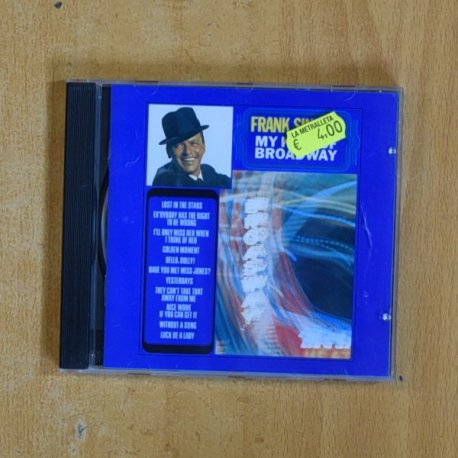 FRANK
LA METRALLETA
€ 4,00
MY
BROADWAY
LOST IN THE STARS
EV'RYBODY HAS THE RIGHT
TO BE WRONG
I'LL ONLY MISS HER WHEN
I THINK OF HER
GOLDEN MOMENT
HELLO, DOLLY!
HAVE YOU MET MISS JONES?
YESTERDAYS
THEY CAN'T TAKE THAT
AWAY FROM ME
NICE WORK
IF YOU CAN GET IT
WITHOUT A SONG
LUCK BE A LADY